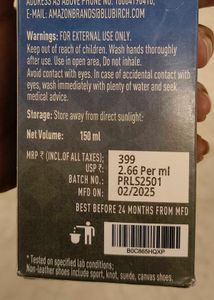 ADDRESS AS ABOVE PHONE NO.
E-MAIL: AMAZONBRANDS@BLUBIRCH.COM
Warnings: FOR EXTERNAL USE ONLY.
Keep out of reach of children. Wash hands thoroughly
after use. Use in open area, Do not inhale.
Avoid contact with eyes. In case of accidental contact with
eyes, wash immediately with plenty of water and seek
medical advice.
Storage: Store away from direct sunlight.
Net Volume: 150 ml
MRP ₹ (INCL.OF ALL TAXES): 399
USP ₹: 2.66 Per ml
BATCH NO.: PRLS2501
MFD ON: 02/2025
BEST BEFORE 24 MONTHS FROM MFD
B0C865HQXP
* Tested on specified lab conditions.
Non-leather shoes include sport, knot, suede, canvas shoes.